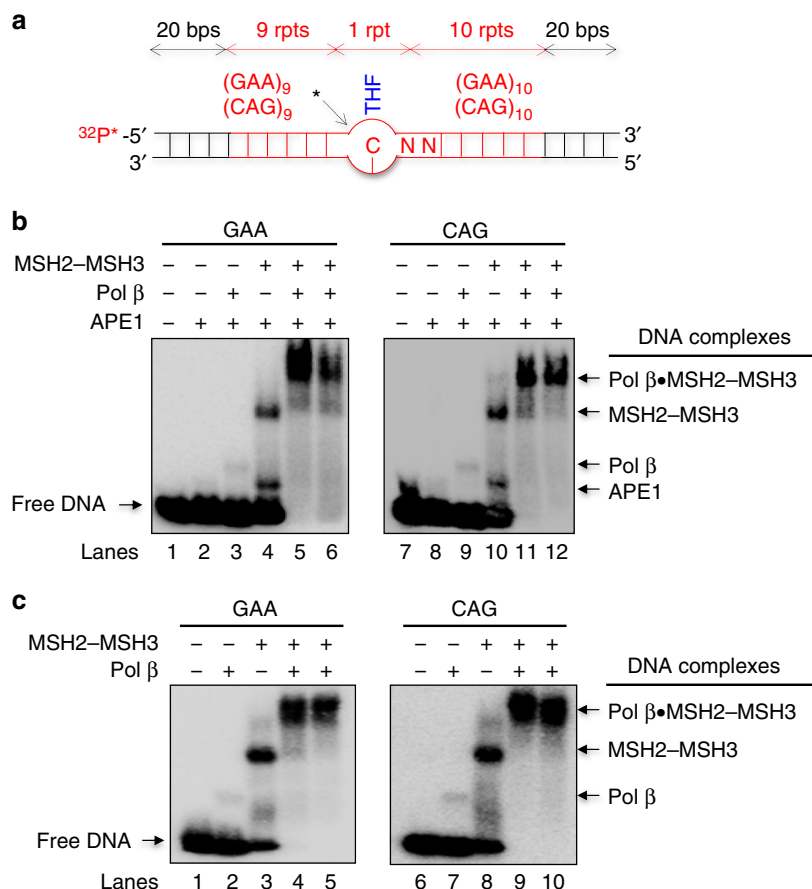 a
20 bps 9 rpts 1 rpt 10 rpts 20 bps
(GAA)9 THF (GAA)10
(CAG)9 * (CAG)10
32P* -5′ C N N 3′
3′ 5′
b
GAA CAG
MSH2–MSH3 – – – + + + – – – + + +
Pol β – – + – + + – – + – + +
APE1 – + + + + + – + + + + +
DNA complexes
Pol β•MSH2–MSH3
MSH2–MSH3
Pol β
APE1
Free DNA
Lanes 1 2 3 4 5 6 7 8 9 10 11 12
c
GAA CAG
MSH2–MSH3 – – + + + – – + + +
Pol β – + – + + – + – + +
DNA complexes
Pol β•MSH2–MSH3
MSH2–MSH3
Pol β
Free DNA
Lanes 1 2 3 4 5 6 7 8 9 10